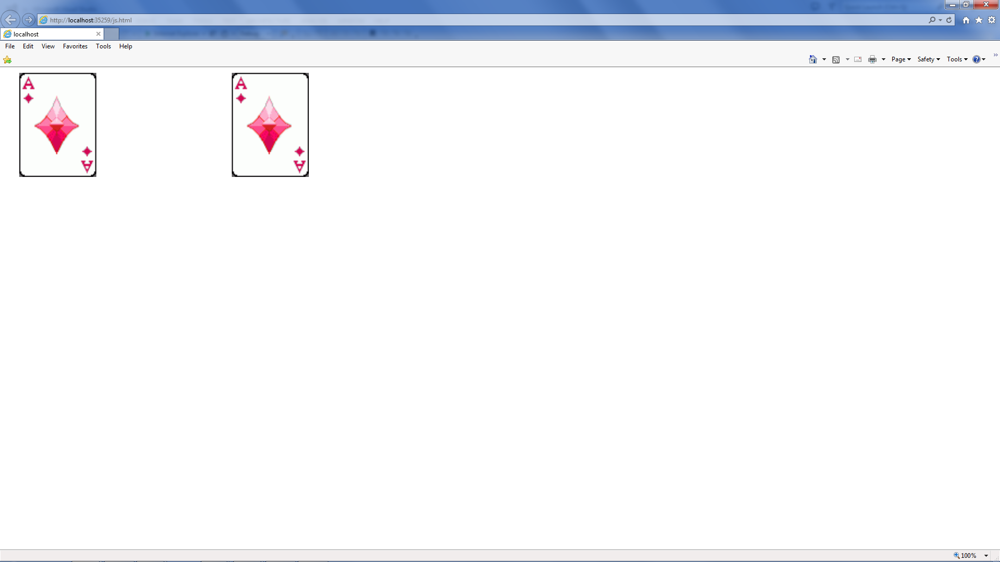 http://localhost:35259/js.html
localhost
File Edit View Favorites Tools Help
Page Safety Tools
A A
A A
100%